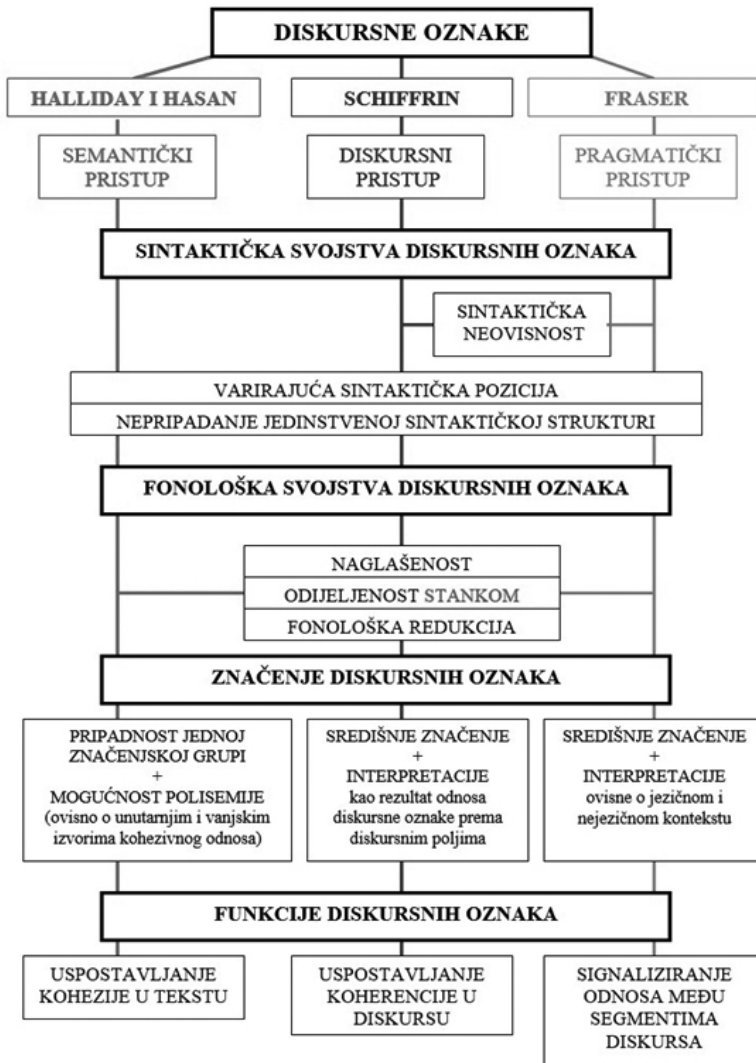 DISKURSNE OZNAKE
HALLIDAY I HASAN
SCHIFFRIN
FRASER
SEMANTIČKI
PRISTUP
DISKURSNI
PRISTUP
PRAGMATIČKI
PRISTUP
SINTAKTIČKA SVOJSTVA DISKURSNIH OZNAKA
SINTAKTIČKA
NEOVISNOST
VARIRAJUĆA SINTAKTIČKA POZICIJA
NEPRIPADANJE JEDINSTVENOJ SINTAKTIČKOJ STRUKTURI
FONOLOŠKA SVOJSTVA DISKURSNIH OZNAKA
NAGLAŠENOST
ODIJELJENOST STANKOM
FONOLOŠKA REDUKCIJA
ZNAČENJE DISKURSNIH OZNAKA
PRIPADNOST JEDNOJ
ZNAČENJSKOJ GRUPI
+
MOGUĆNOST POLISEMIJE
(ovisno o unutarnjim i vanjskim
izvorima kohezivnog odnosa)
SREDIŠNJE ZNAČENJE
+
INTERPRETACIJE
kao rezultat odnosa
diskursne oznake prema
diskursnim poljima
SREDIŠNJE ZNAČENJE
+
INTERPRETACIJE
ovisne o jezičnom i
nejezičnom kontekstu
FUNKCIJE DISKURSNIH OZNAKA
USPOSTAVLJANJE
KOHEZIJE U TEKSTU
USPOSTAVLJANJE
KOHERENCIJE U
DISKURSU
SIGNALIZIRANJE
ODNOSA MEĐU
SEGMENTIMA
DISKURSA